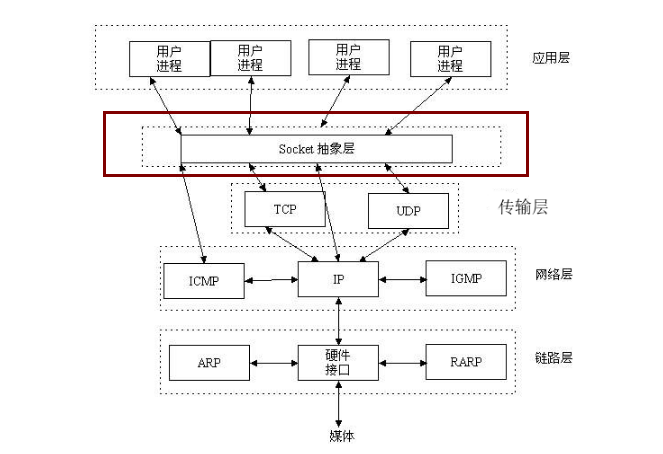 用户 用户 用户 用户
进程 进程 进程 进程
应用层
Socket 抽象层
TCP
UDP
传输层
ICMP
IP
IGMP
网络层
ARP
硬件
接口
RARP
链路层
媒体